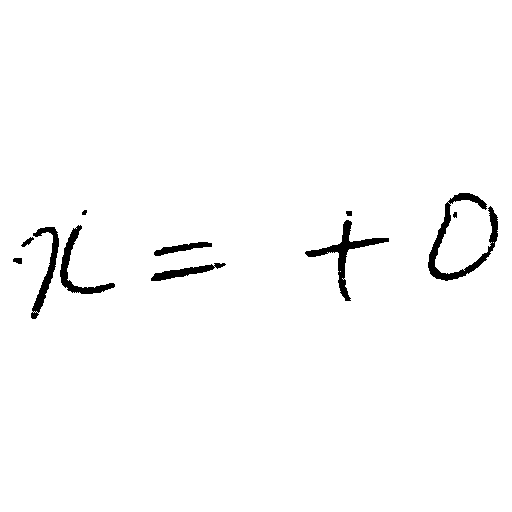 x = + 0